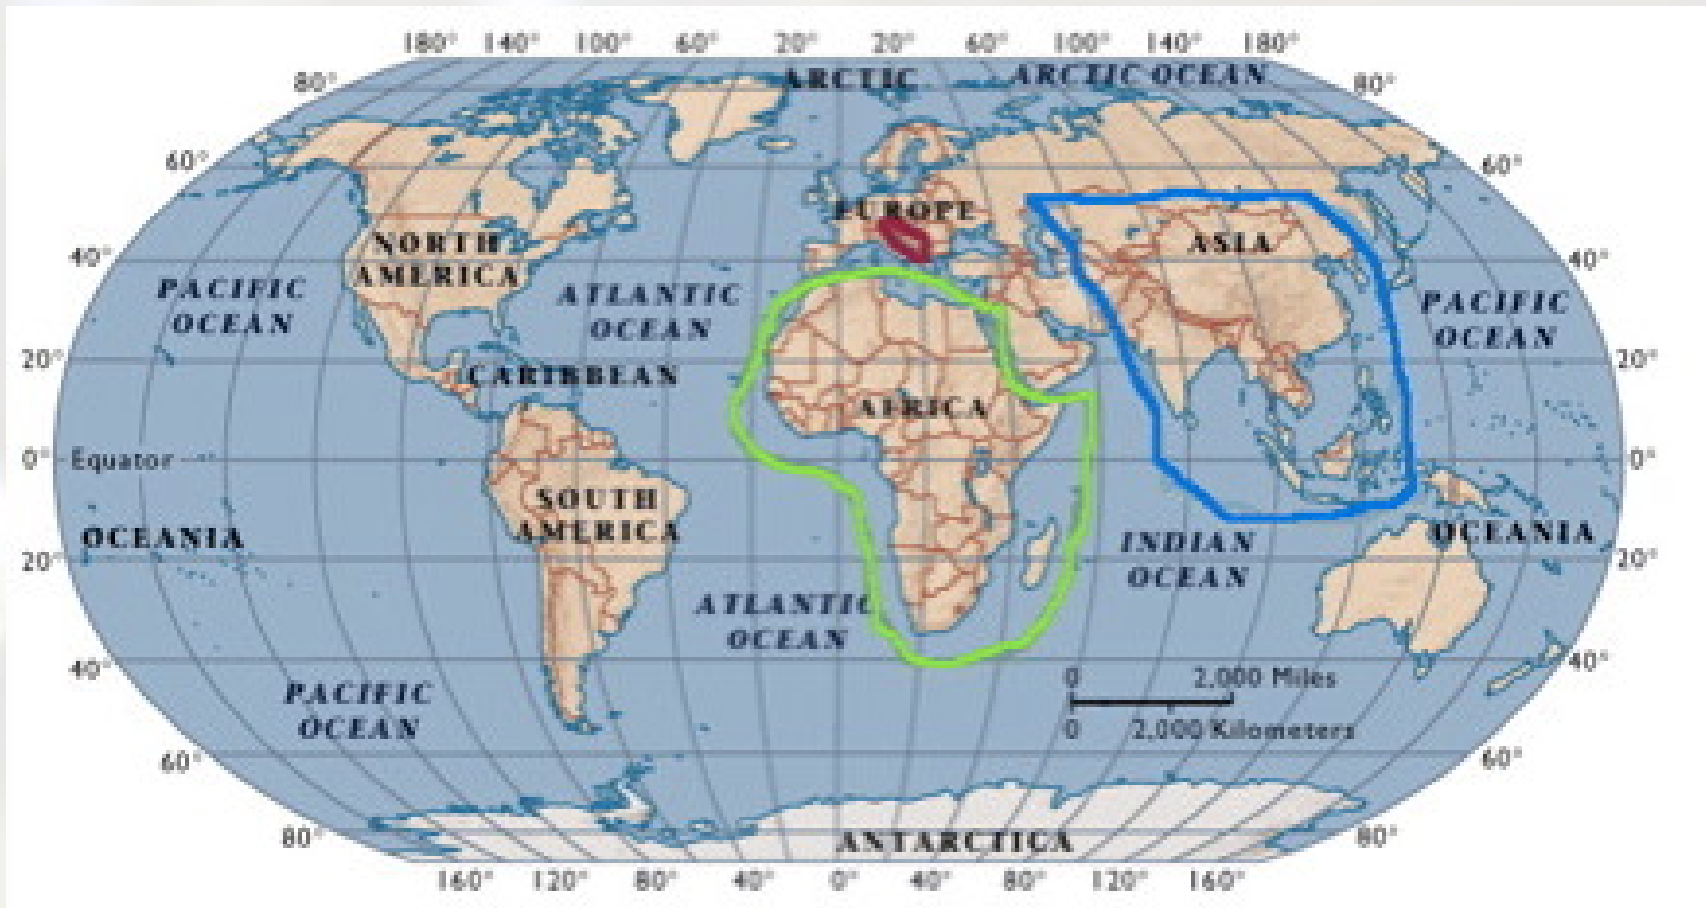 180° 140° 100° 60° 20° 20° 60° 100° 140° 180°
80° ARCTIC ARCTIC OCEAN 80°
60° 60°
EUROPE
NORTH ASIA
AMERICA
40° 40°
PACIFIC ATLANTIC PACIFIC
OCEAN OCEAN OCEAN
20° 20°
CARIBBEAN
AFRICA
0° Equator 0°
SOUTH
AMERICA
OCEANIA INDIAN OCEANIA
20° OCEAN 20°
ATLANTIC
OCEAN
40° 40°
0 2,000 Miles
PACIFIC
OCEAN
0 2,000 Kilometers
60° 60°
80° ANTARCTICA 80°
160° 120° 80° 40° 0° 40° 80° 120° 160°